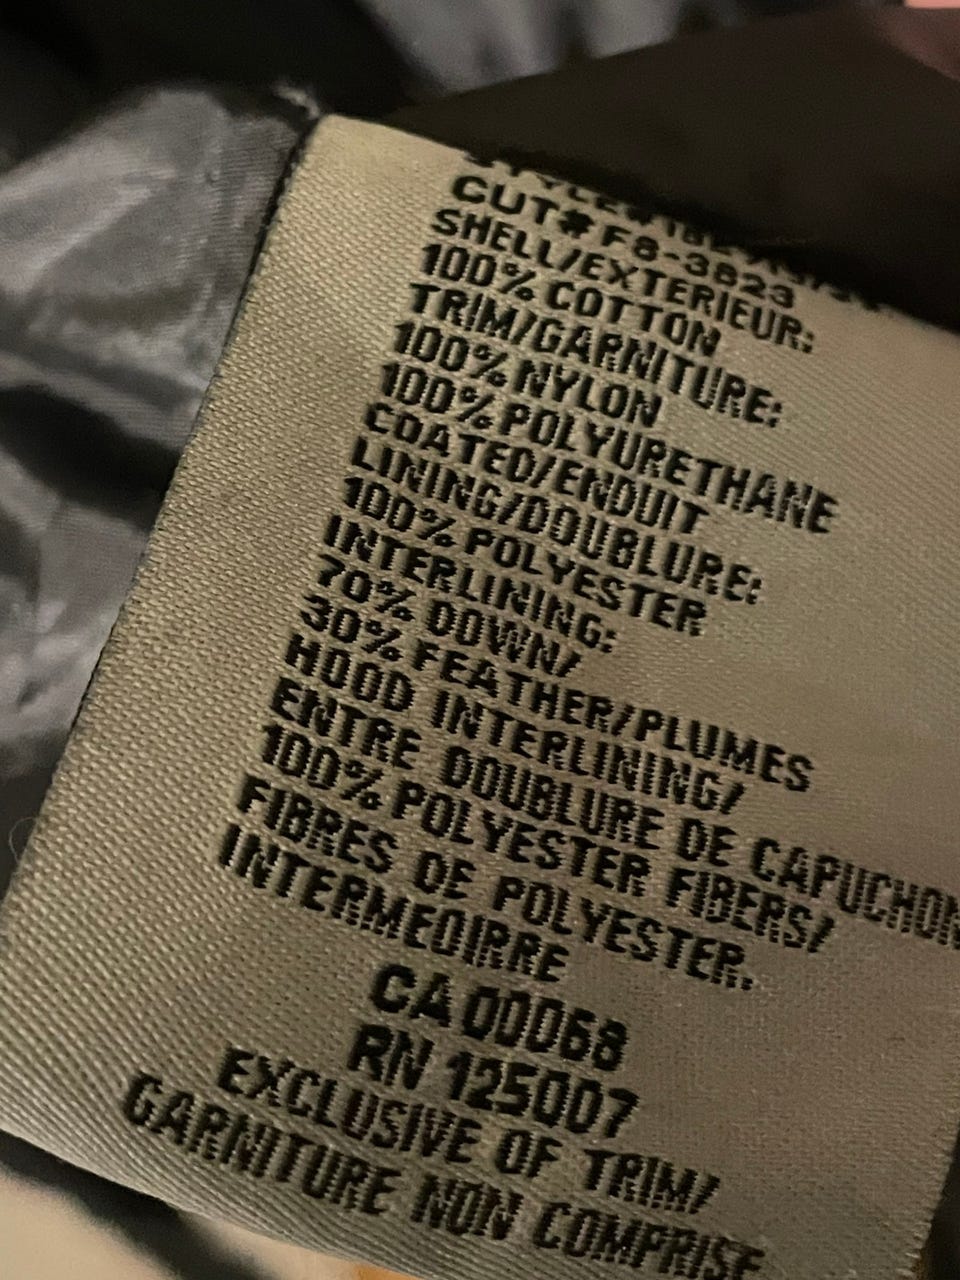 CUT# F8-3823
SHELL/EXTERIEUR:
100% COTTON
TRIM/GARNITURE:
100% NYLON
100% POLYURETHANE
COATED/ENDUIT
LINING/DOUBLURE:
100% POLYESTER
INTERLINING:
70% DOWN/
30% FEATHER/PLUMES
HOOD INTERLINING/
ENTRE DOUBLURE DE CAPUCHON
100% POLYESTER FIBERS/
FIBRES DE POLYESTER.
INTERMEDIRRE
CA 00068
RN 125007
EXCLUSIVE OF TRIM/
GARNITURE NON COMPRISE